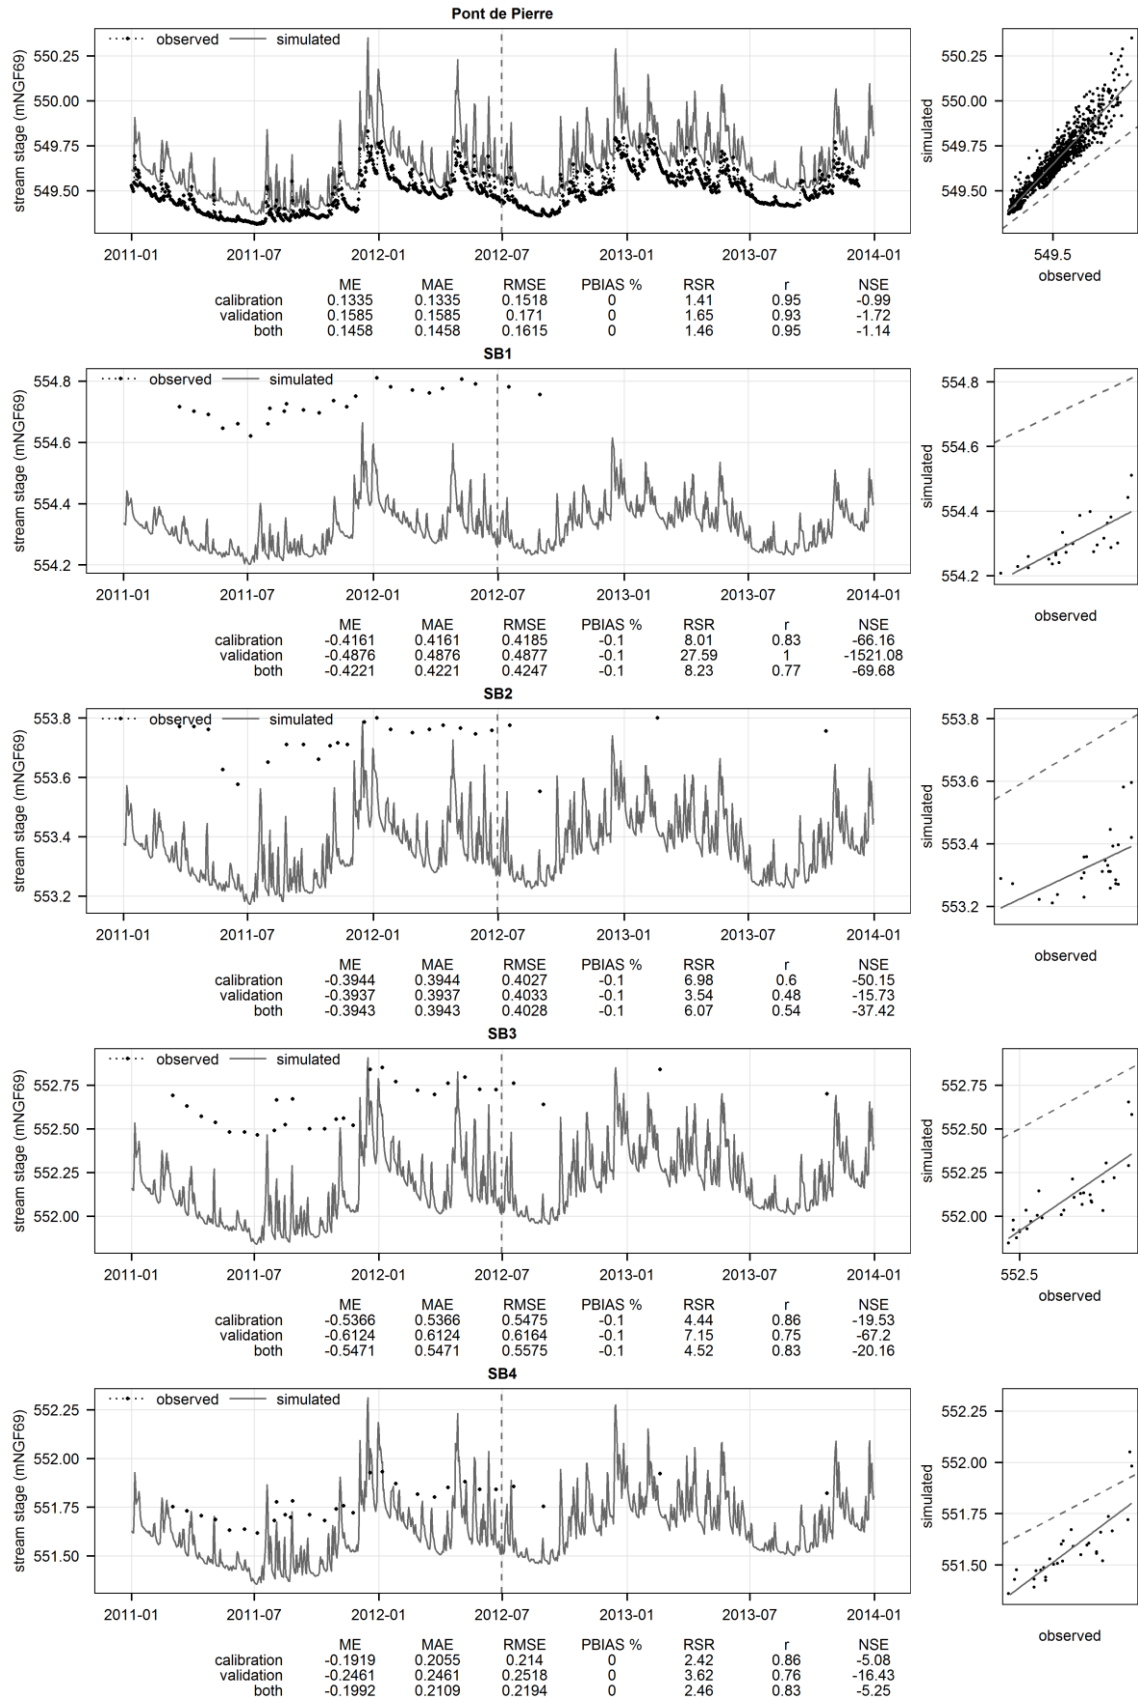 Pont de Pierre
observed simulated
stream stage (mNGF69)
550.25
550.00
549.75
549.50
2011-01 2011-07 2012-01 2012-07 2013-01 2013-07 2014-01
simulated
550.25
550.00
549.75
549.50
549.5
observed
ME MAE RMSE PBIAS % RSR r NSE
calibration 0.1335 0.1335 0.1518 0 1.41 0.95 -0.99
validation 0.1585 0.1585 0.171 0 1.65 0.93 -1.72
both 0.1458 0.1458 0.1615 0 1.46 0.95 -1.14
SB1
observed simulated
stream stage (mNGF69)
554.8
554.6
554.4
554.2
2011-01 2011-07 2012-01 2012-07 2013-01 2013-07 2014-01
simulated
554.8
554.6
554.4
554.2
observed
ME MAE RMSE PBIAS % RSR r NSE
calibration -0.4161 0.4161 0.4185 -0.1 8.01 0.83 -66.16
validation -0.4876 0.4876 0.4877 -0.1 27.59 1 -1521.08
both -0.4221 0.4221 0.4247 -0.1 8.23 0.77 -69.68
SB2
observed simulated
stream stage (mNGF69)
553.8
553.6
553.4
553.2
2011-01 2011-07 2012-01 2012-07 2013-01 2013-07 2014-01
simulated
553.8
553.6
553.4
553.2
observed
ME MAE RMSE PBIAS % RSR r NSE
calibration -0.3944 0.3944 0.4027 -0.1 6.98 0.6 -50.15
validation -0.3937 0.3937 0.4033 -0.1 3.54 0.48 -15.73
both -0.3943 0.3943 0.4028 -0.1 6.07 0.54 -37.42
SB3
observed simulated
stream stage (mNGF69)
552.75
552.50
552.25
552.00
2011-01 2011-07 2012-01 2012-07 2013-01 2013-07 2014-01
simulated
552.75
552.50
552.25
552.00
552.5
observed
ME MAE RMSE PBIAS % RSR r NSE
calibration -0.5366 0.5366 0.5475 -0.1 4.44 0.86 -19.53
validation -0.6124 0.6124 0.6164 -0.1 7.15 0.75 -67.2
both -0.5471 0.5471 0.5575 -0.1 4.52 0.83 -20.16
SB4
observed simulated
stream stage (mNGF69)
552.25
552.00
551.75
551.50
2011-01 2011-07 2012-01 2012-07 2013-01 2013-07 2014-01
simulated
552.25
552.00
551.75
551.50
observed
ME MAE RMSE PBIAS % RSR r NSE
calibration -0.1919 0.2055 0.214 0 2.42 0.86 -5.08
validation -0.2461 0.2461 0.2518 0 3.62 0.76 -16.43
both -0.1992 0.2109 0.2194 0 2.46 0.83 -5.25